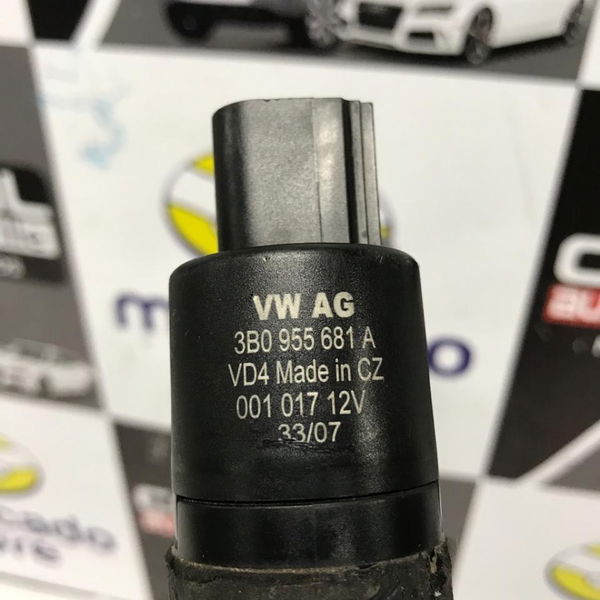 VW AG
3B0 955 681 A
VD4 Made in CZ
001 017 12V
33/07